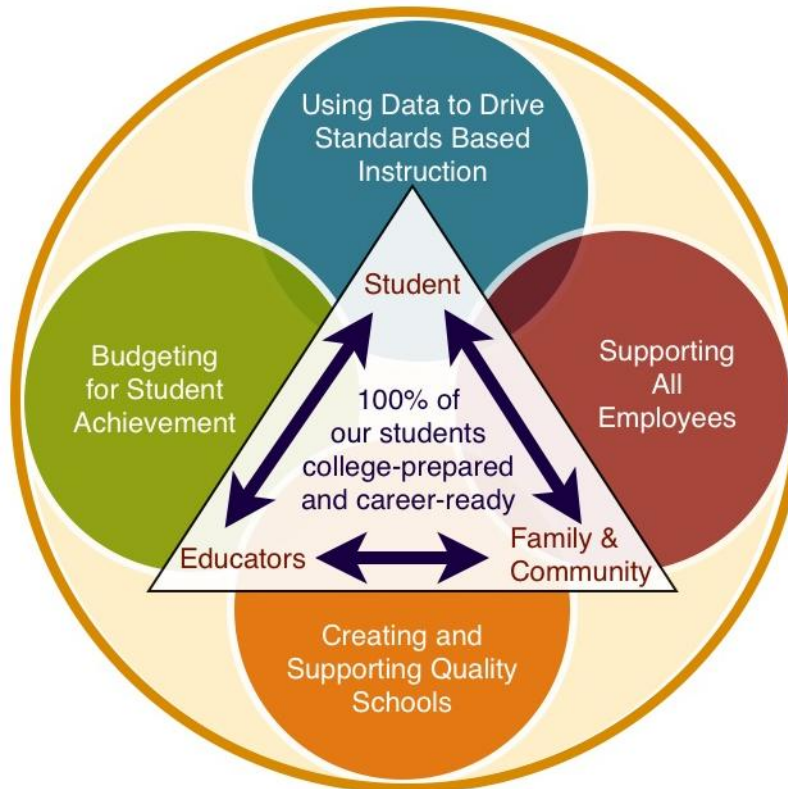 Using Data to Drive
Standards Based
Instruction
Student
Budgeting
for Student
Achievement
100% of
our students
college-prepared
and career-ready
Supporting
All
Employees
Educators
Family &
Community
Creating and
Supporting Quality
Schools